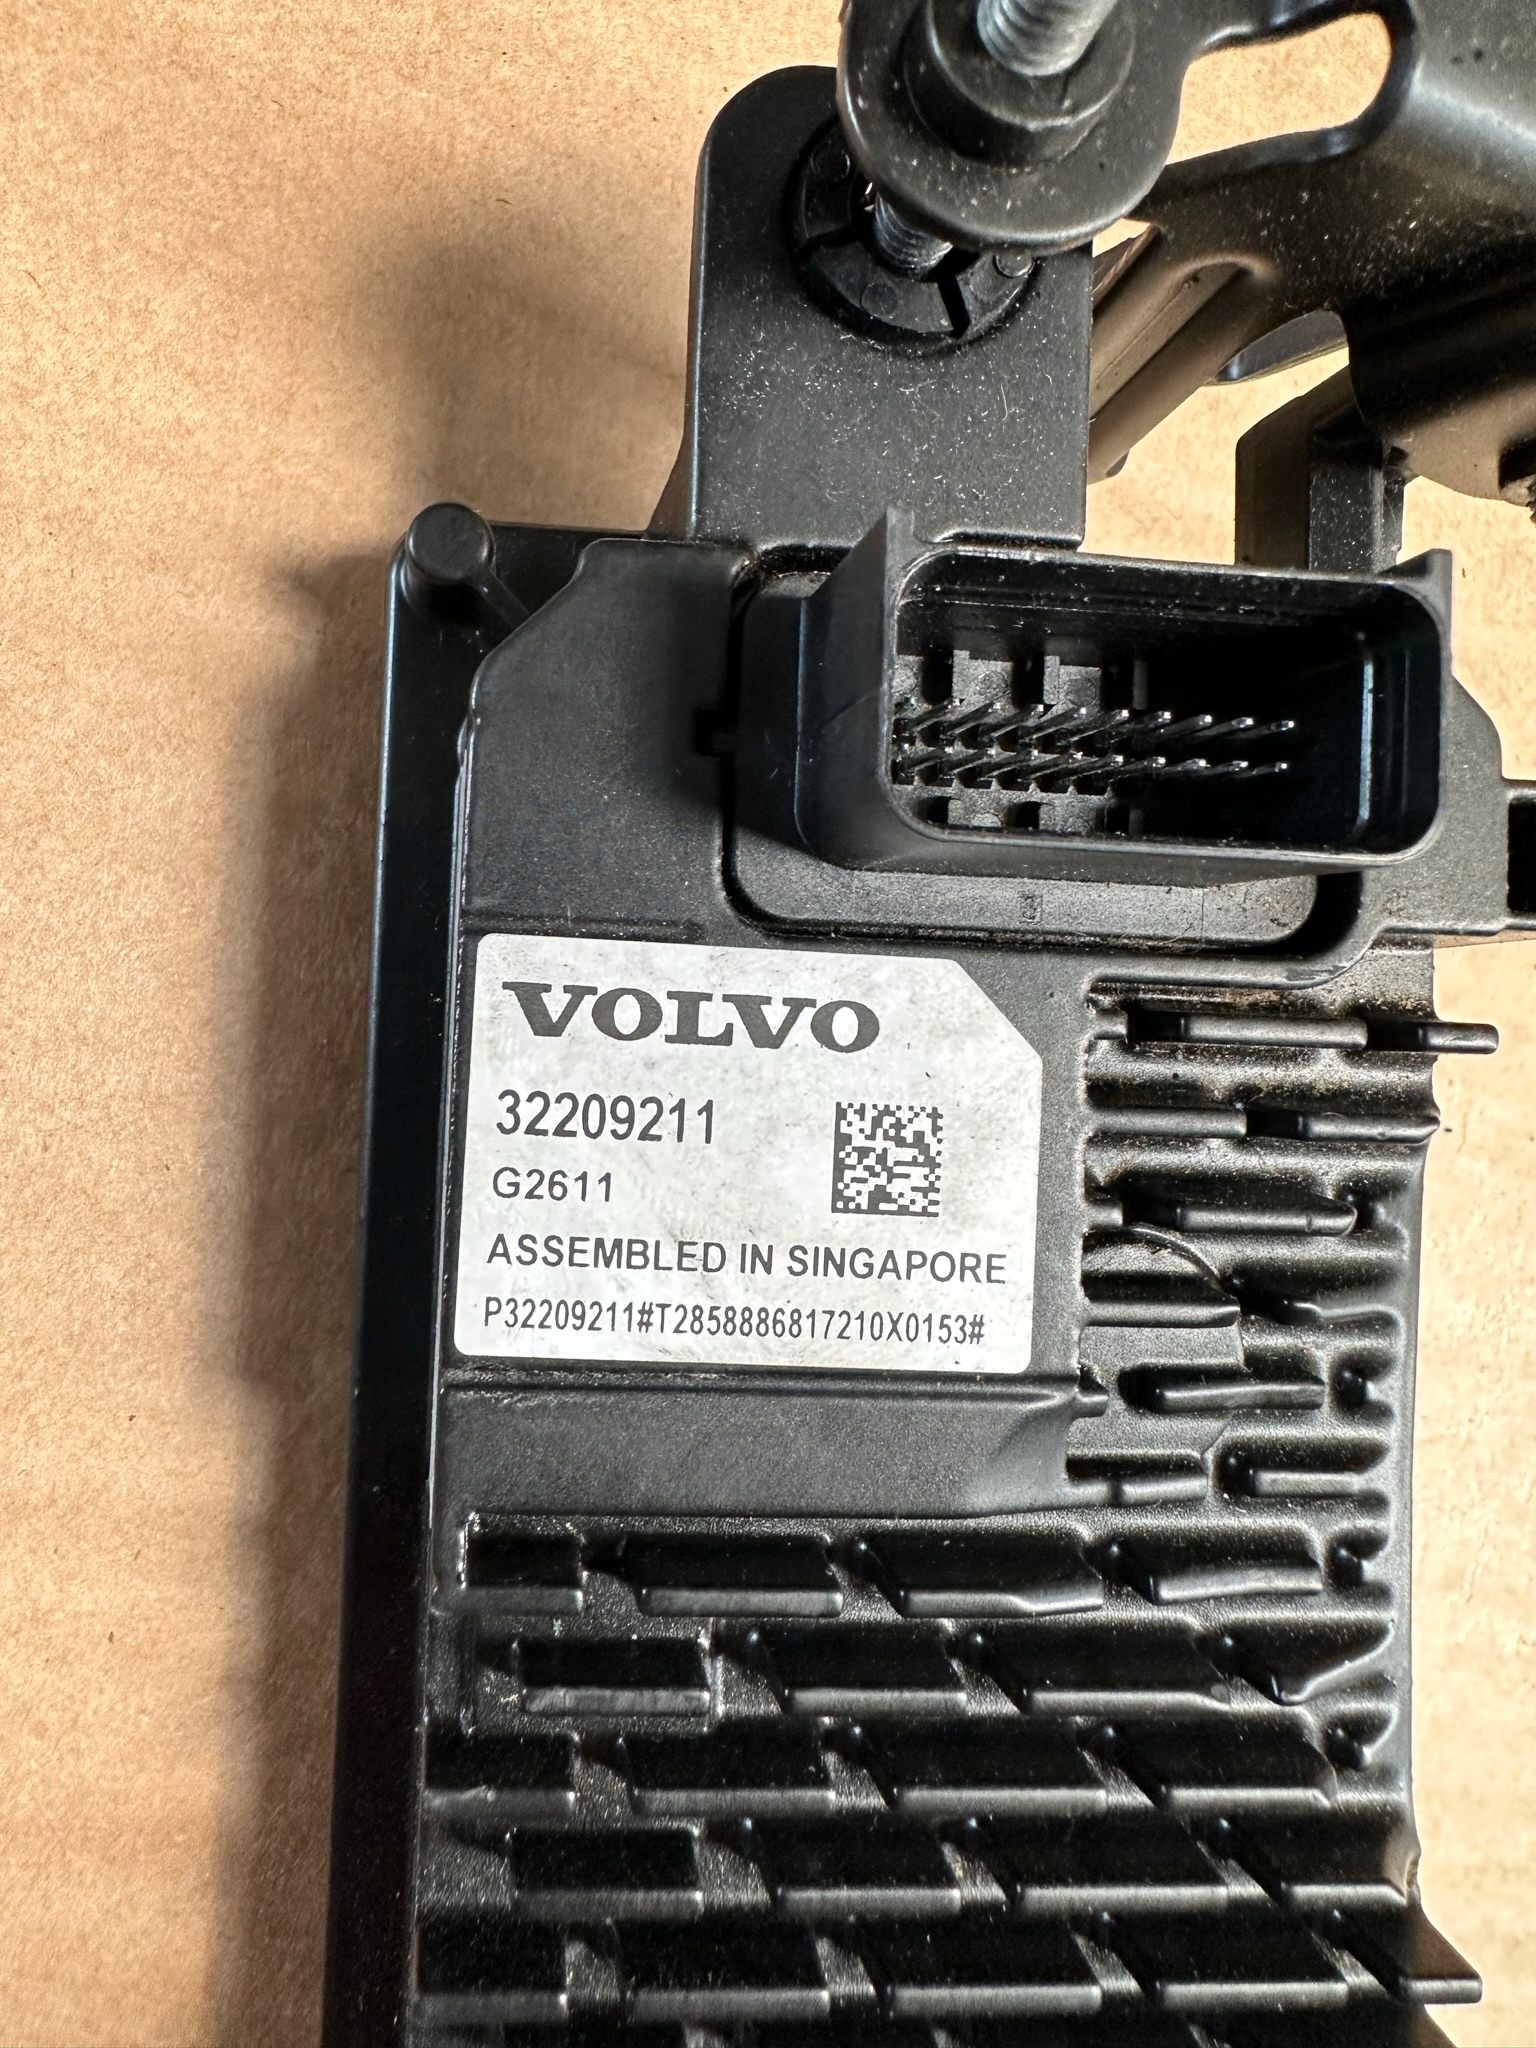 VOLVO
32209211
G2611
ASSEMBLED IN SINGAPORE
P32209211#T2858886817210X0153#